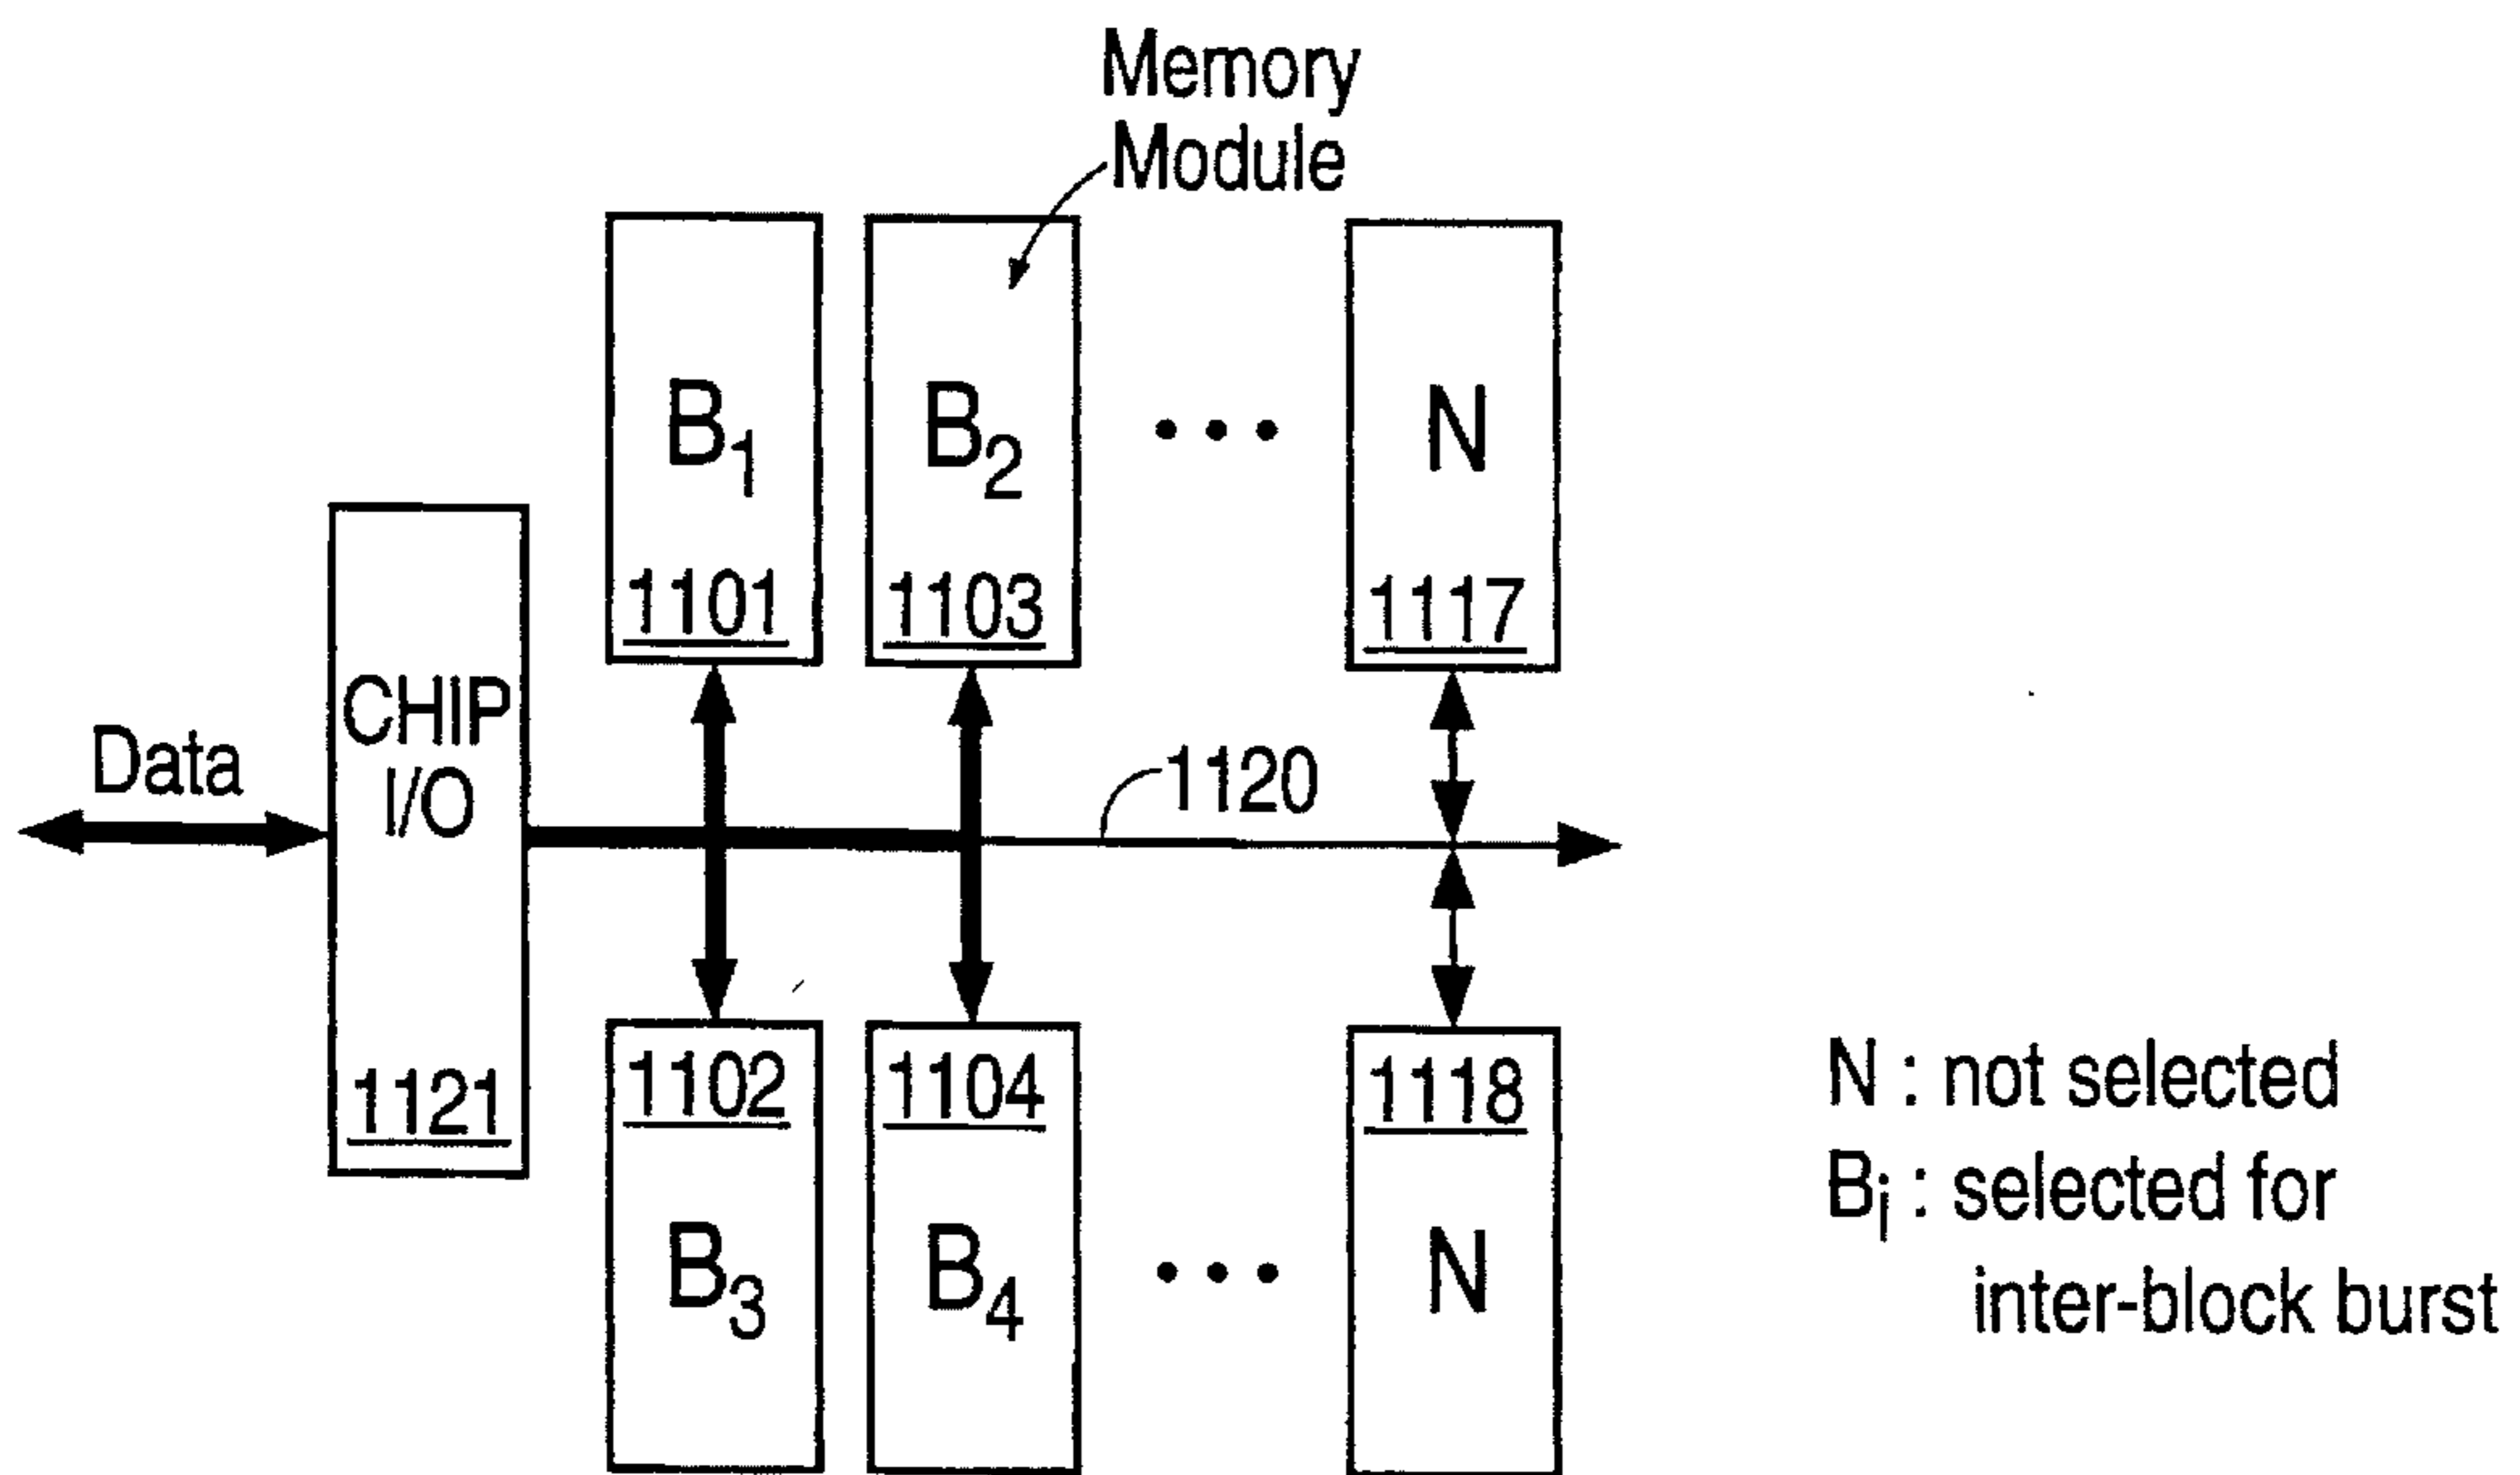 Memory
Module
B1
B2
• • •
N
1101
1103
1117
CHIP
I/O
Data
1120
1121
1102
1104
1118
B3
B4
• • •
N
N : not selected
Bi : selected for
inter-block burst